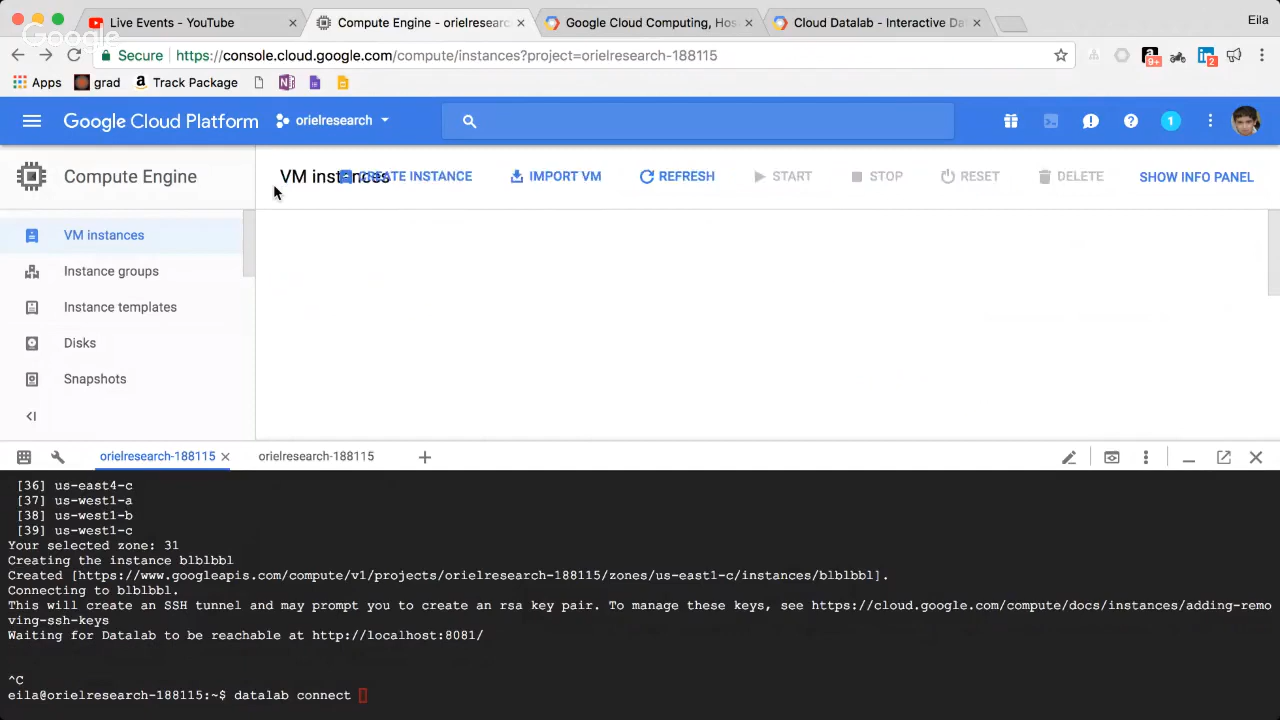 Live Events - YouTube
Compute Engine - orielresearc
Google Cloud Computing, Hos
Cloud Datalab - Interactive Da
Eila
Google
Secure
https://console.cloud.google.com/compute/instances?project=orielresearch-188115
9+
2
Apps
grad
Track Package
Google Cloud Platform
orielresearch
1
Compute Engine
VM instances
CREATE INSTANCE
IMPORT VM
REFRESH
START
STOP
RESET
DELETE
SHOW INFO PANEL
VM instances
Instance groups
Instance templates
Disks
Snapshots
orielresearch-188115
orielresearch-188115
[36] us-east4-c
[37] us-west1-a
[38] us-west1-b
[39] us-west1-c
Your selected zone: 31
Creating the instance blblbbl
Created [https://www.googleapis.com/compute/v1/projects/orielresearch-188115/zones/us-east1-c/instances/blblbbl].
Connecting to blblbbl.
This will create an SSH tunnel and may prompt you to create an rsa key pair. To manage these keys, see https://cloud.google.com/compute/docs/instances/adding-remo
ving-ssh-keys
Waiting for Datalab to be reachable at http://localhost:8081/
^C
eila@orielresearch-188115:~$ datalab connect